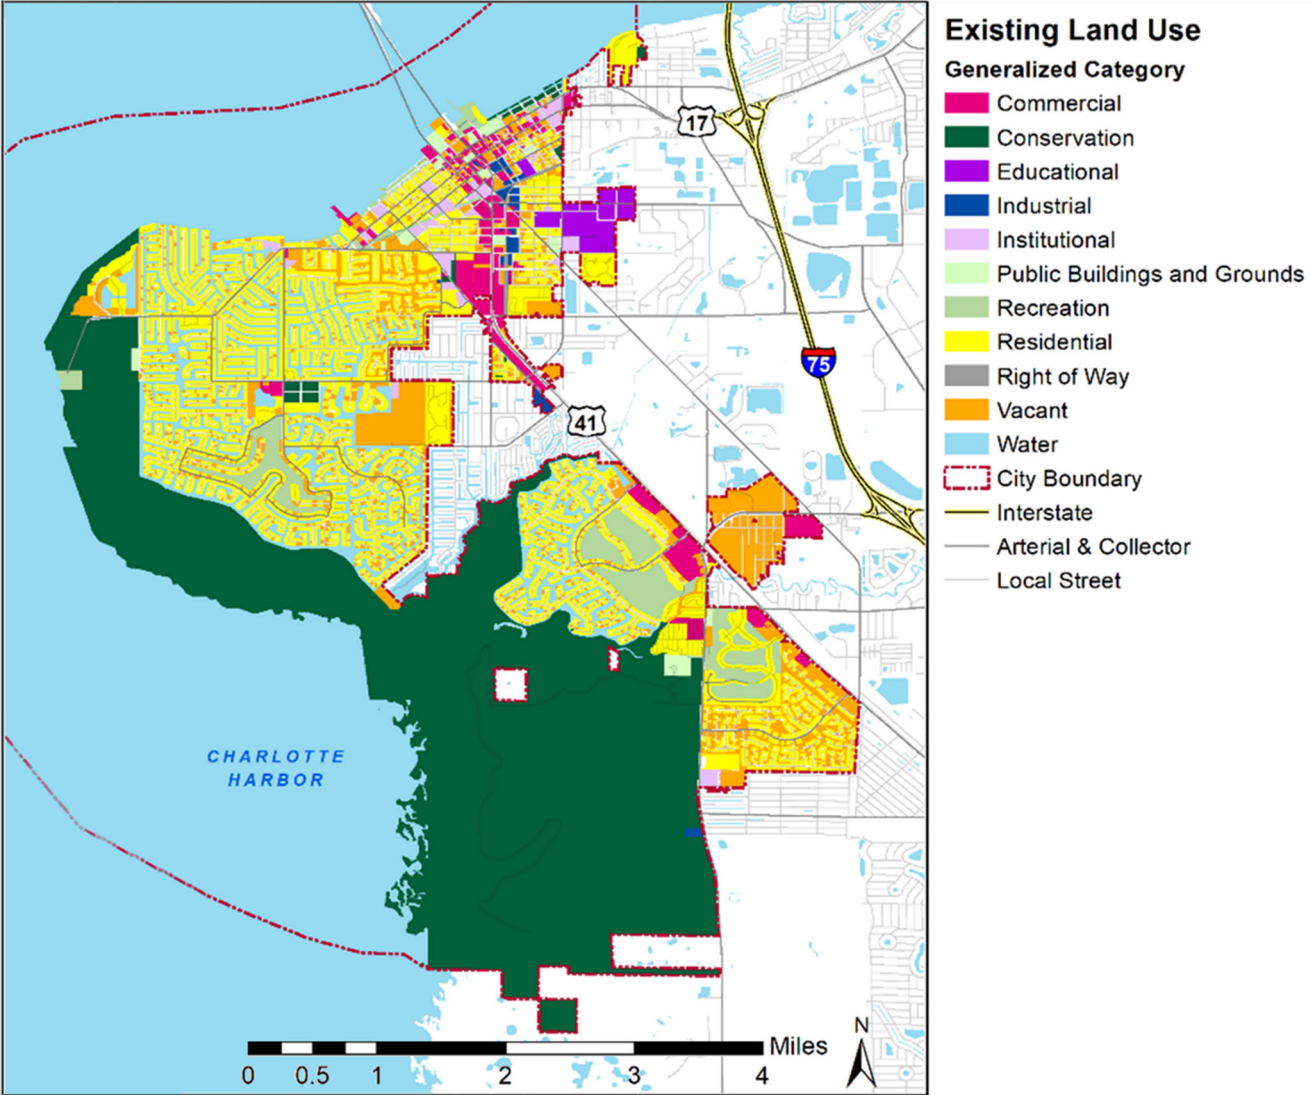 Existing Land Use
Generalized Category
Commercial
Conservation
Educational
Industrial
Institutional
Public Buildings and Grounds
Recreation
Residential
Right of Way
Vacant
Water
City Boundary
Interstate
Arterial & Collector
Local Street
17
75
41
CHARLOTTE
HARBOR
N
Miles
0 0.5 1 2 3 4